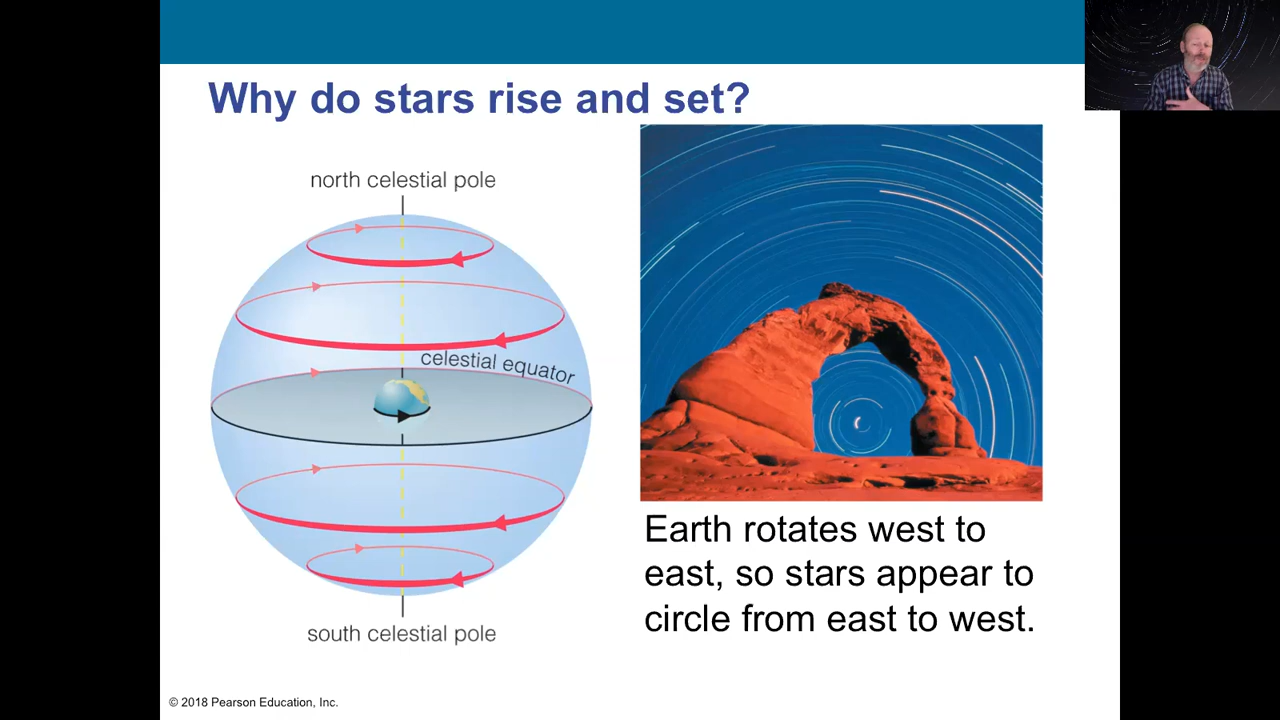 Why do stars rise and set?
north celestial pole
celestial equator
south celestial pole
Earth rotates west to
east, so stars appear to
circle from east to west.
© 2018 Pearson Education, Inc.